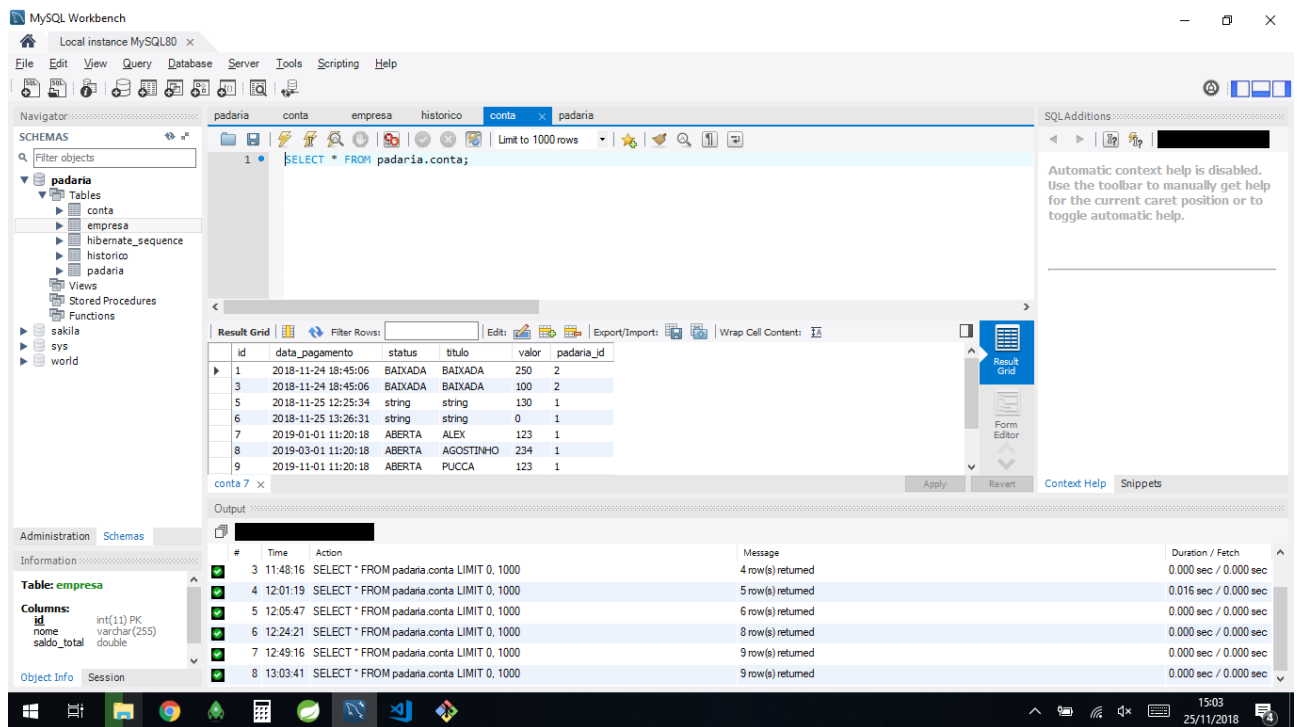 MySQL Workbench
Local instance MySQL80 ×
File Edit View Query Database Server Tools Scripting Help
Navigator
SCHEMAS
Filter objects
padaria
Tables
conta
empresa
hibernate_sequence
historico
padaria
Views
Stored Procedures
Functions
sakila
sys
world
Administration Schemas
Information
Table: empresa
Columns:
id int(11) PK
nome varchar(255)
saldo_total double
Object Info Session
padaria conta empresa historico conta × padaria
Limit to 1000 rows
1 SELECT * FROM padaria.conta;
Result Grid Filter Rows: Edit: Export/Import: Wrap Cell Content:
id data_pagamento status titulo valor padaria_id
1 2018-11-24 18:45:06 BAIXADA BAIXADA 250 2
3 2018-11-24 18:45:06 BAIXADA BAIXADA 100 2
5 2018-11-25 12:25:34 string string 130 1
6 2018-11-25 13:26:31 string string 0 1
7 2019-01-01 11:20:18 ABERTA ALEX 123 1
8 2019-03-01 11:20:18 ABERTA AGOSTINHO 234 1
9 2019-11-01 11:20:18 ABERTA PUCCA 123 1
Result
Grid
Form
Editor
conta 7 × Apply Revert
SQLAdditions
Automatic context help is disabled.
Use the toolbar to manually get help
for the current caret position or to
toggle automatic help.
Context Help Snippets
Output
# Time Action Message Duration / Fetch
3 11:48:16 SELECT * FROM padaria.conta LIMIT 0, 1000 4 row(s) returned 0.000 sec / 0.000 sec
4 12:01:19 SELECT * FROM padaria.conta LIMIT 0, 1000 5 row(s) returned 0.016 sec / 0.000 sec
5 12:05:47 SELECT * FROM padaria.conta LIMIT 0, 1000 6 row(s) returned 0.000 sec / 0.000 sec
6 12:24:21 SELECT * FROM padaria.conta LIMIT 0, 1000 8 row(s) returned 0.000 sec / 0.000 sec
7 12:49:16 SELECT * FROM padaria.conta LIMIT 0, 1000 9 row(s) returned 0.000 sec / 0.000 sec
8 13:03:41 SELECT * FROM padaria.conta LIMIT 0, 1000 9 row(s) returned 0.000 sec / 0.000 sec
15:03
25/11/2018